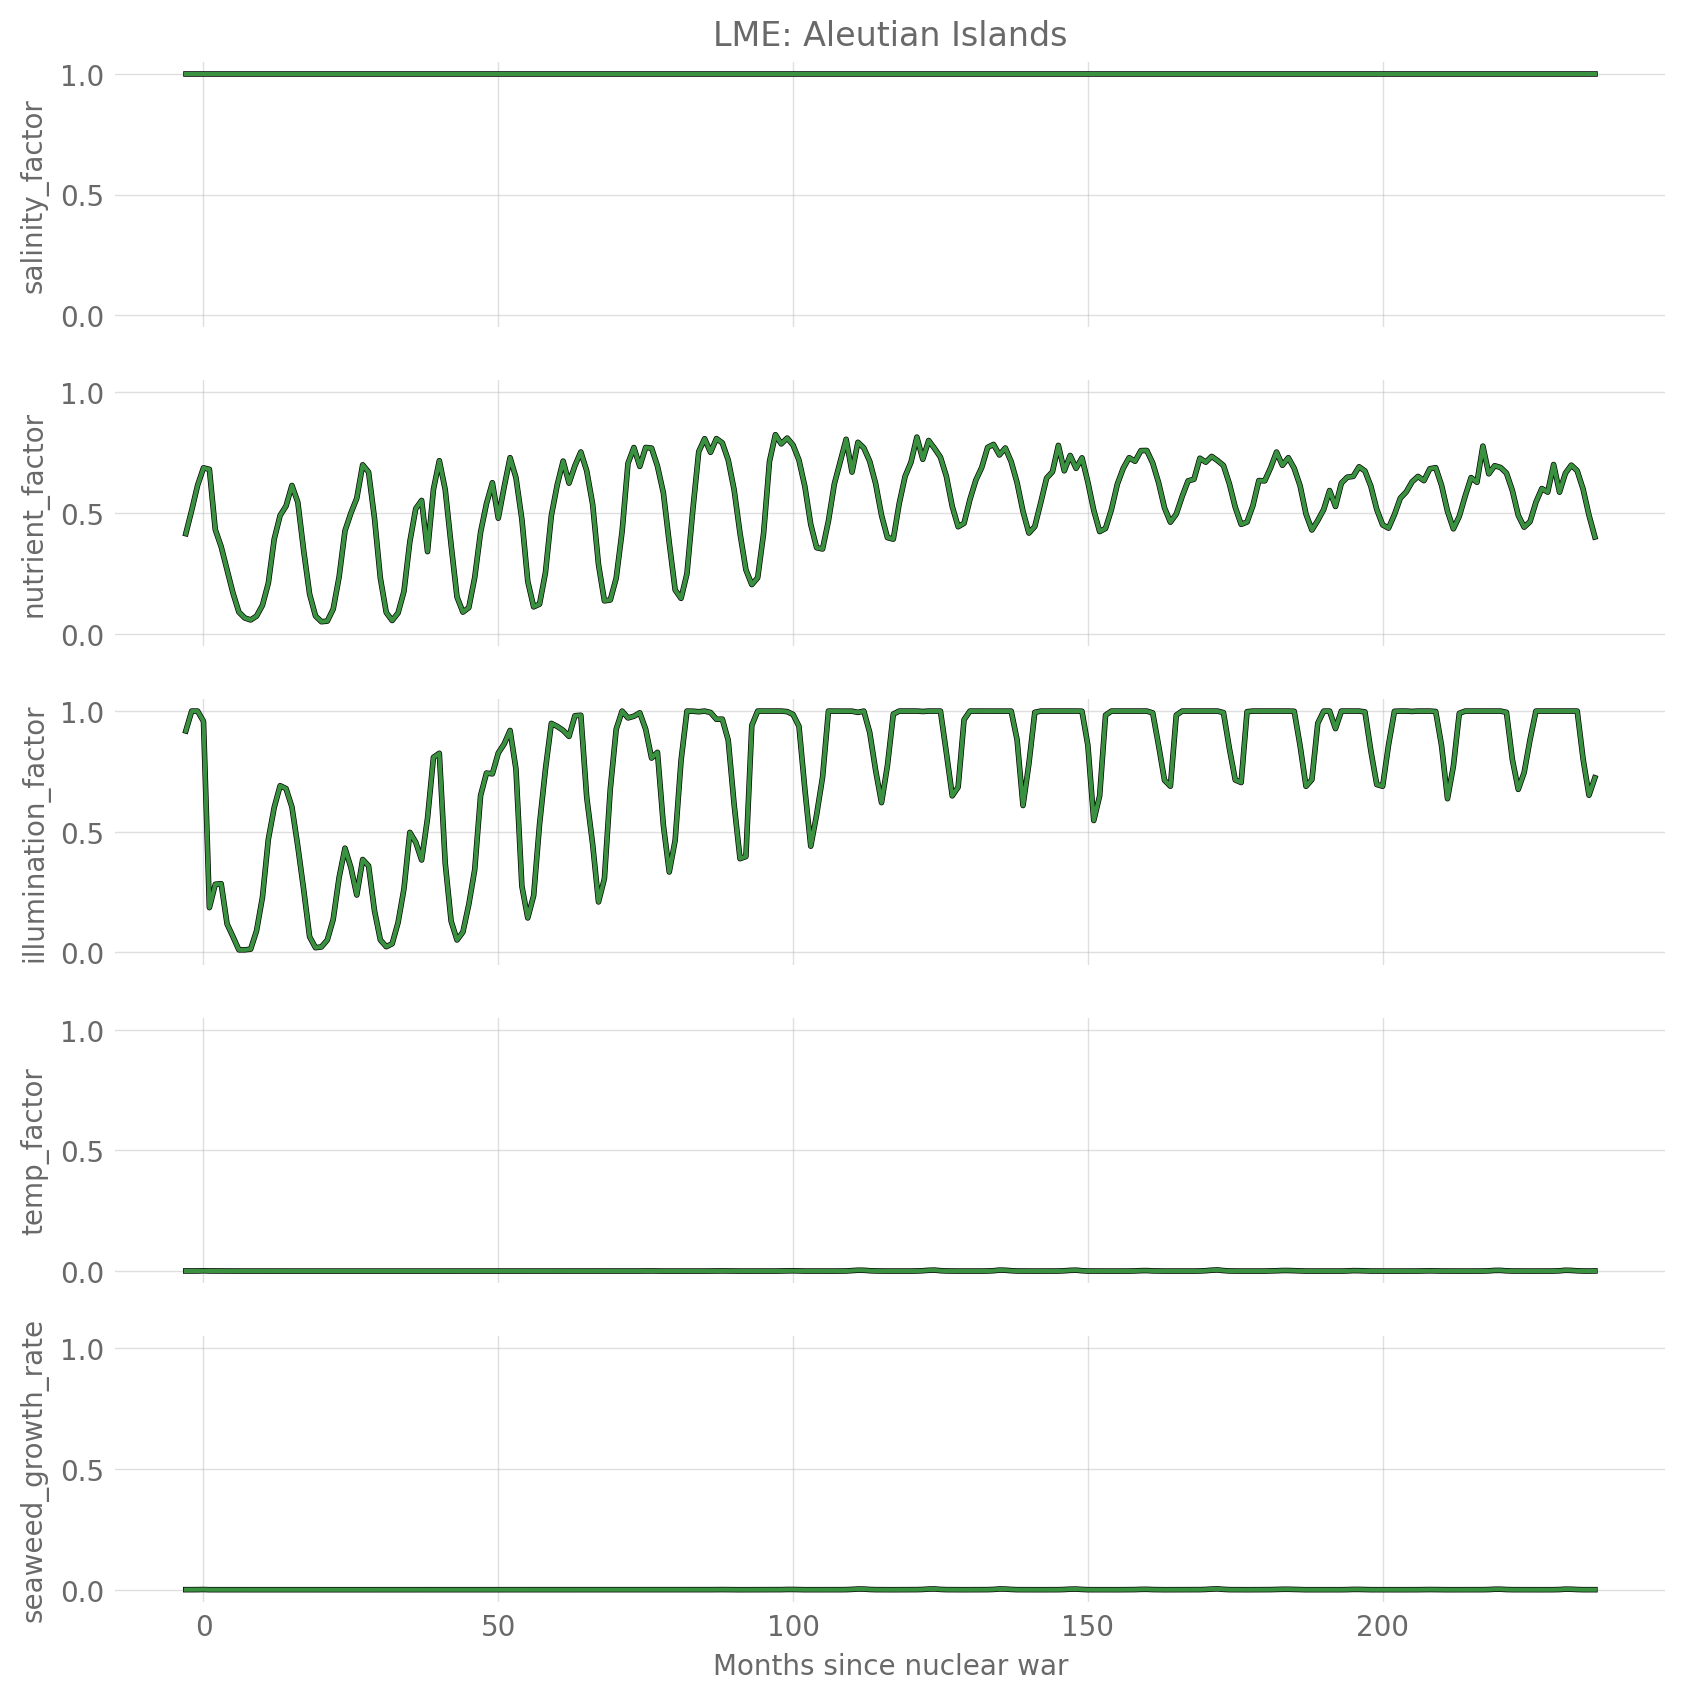 LME: Aleutian Islands
salinity_factor
1.0
0.5
0.0
nutrient_factor
1.0
0.5
0.0
illumination_factor
1.0
0.5
0.0
temp_factor
1.0
0.5
0.0
seaweed_growth_rate
1.0
0.5
0.0
0 50 100 150 200
Months since nuclear war